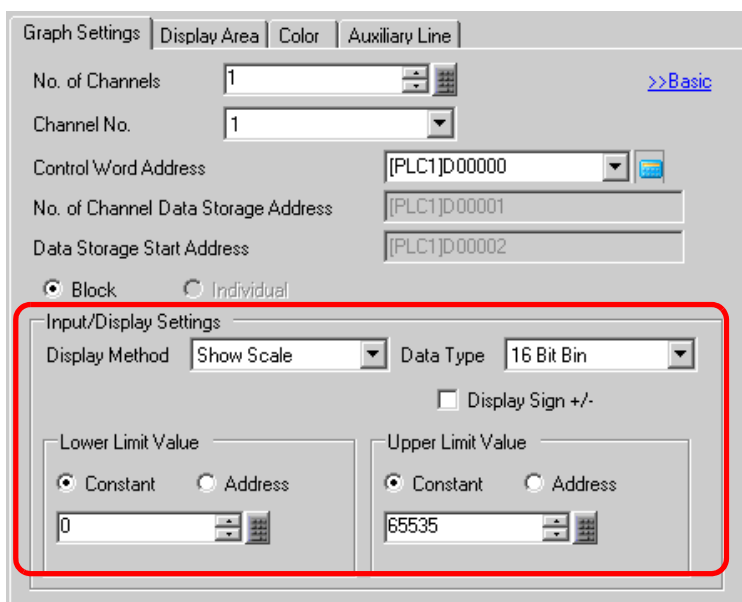 Graph Settings Display Area Color Auxiliary Line
No. of Channels 1 >>Basic
Channel No. 1
Control Word Address [PLC1]D00000
No. of Channel Data Storage Address [PLC1]D00001
Data Storage Start Address [PLC1]D00002
Block Individual
Input/Display Settings
Display Method Show Scale Data Type 16 Bit Bin
Display Sign +/-
Lower Limit Value Upper Limit Value
Constant Address Constant Address
0 65535